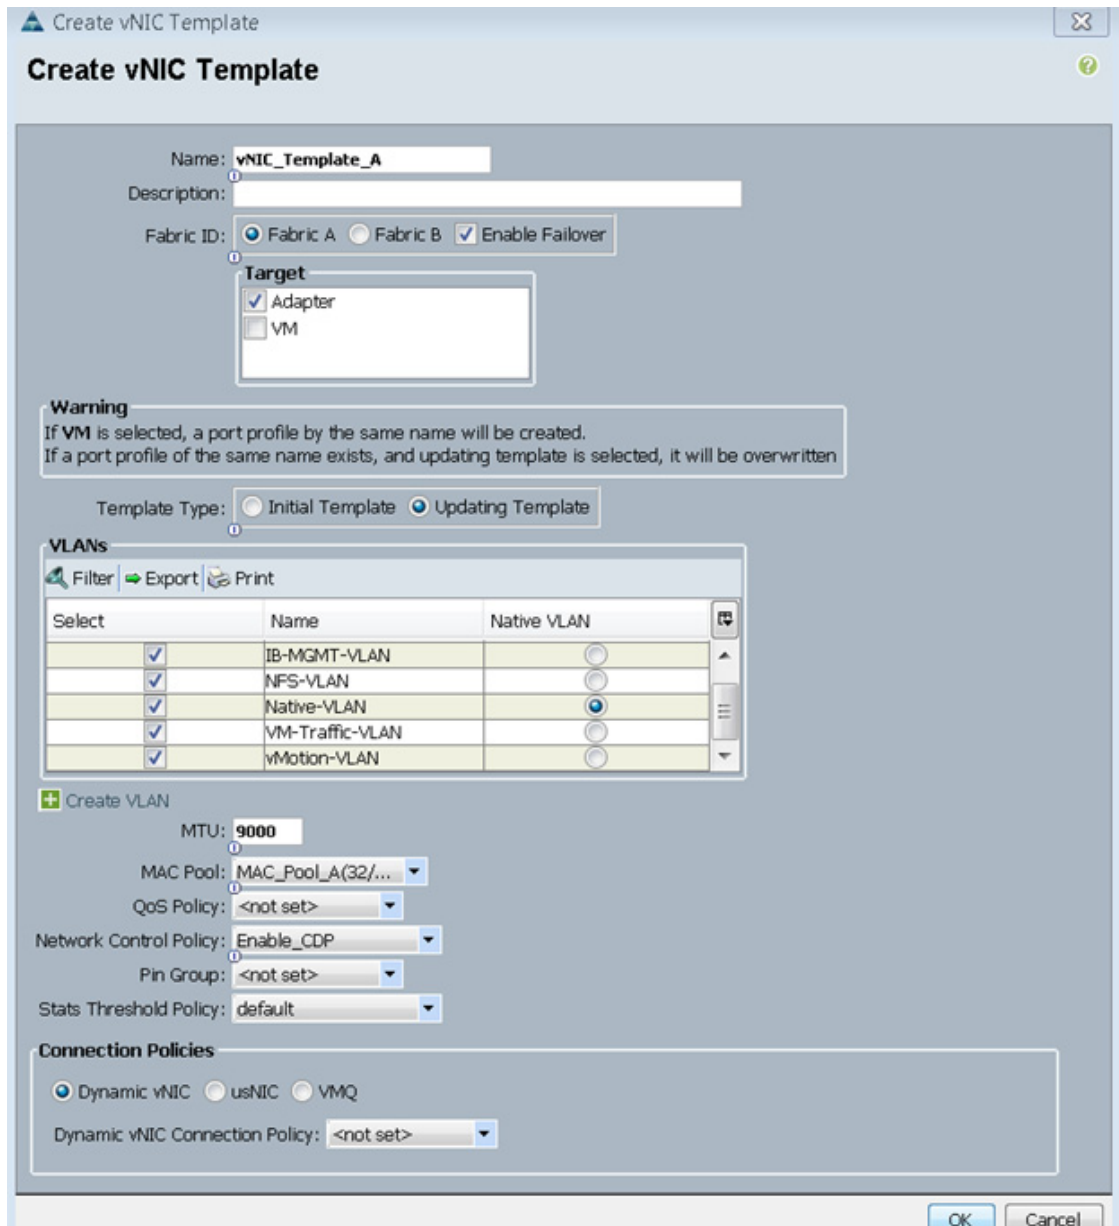 Create vNIC Template
Create vNIC Template
Name: vNIC_Template_A
Description:
Fabric ID: Fabric A Fabric B Enable Failover
Target
Adapter
VM
Warning
If VM is selected, a port profile by the same name will be created.
If a port profile of the same name exists, and updating template is selected, it will be overwritten
Template Type: Initial Template Updating Template
VLANs
Filter Export Print
Select Name Native VLAN
IB-MGMT-VLAN
NFS-VLAN
Native-VLAN
VM-Traffic-VLAN
vMotion-VLAN
Create VLAN
MTU: 9000
MAC Pool: MAC_Pool_A(32/...
QoS Policy: <not set>
Network Control Policy: Enable_CDP
Pin Group: <not set>
Stats Threshold Policy: default
Connection Policies
Dynamic vNIC usNIC VMQ
Dynamic vNIC Connection Policy: <not set>
OK Cancel